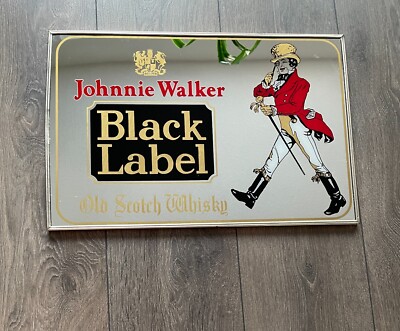 Johnnie Walker
Black
Label
Old Scotch Whisky